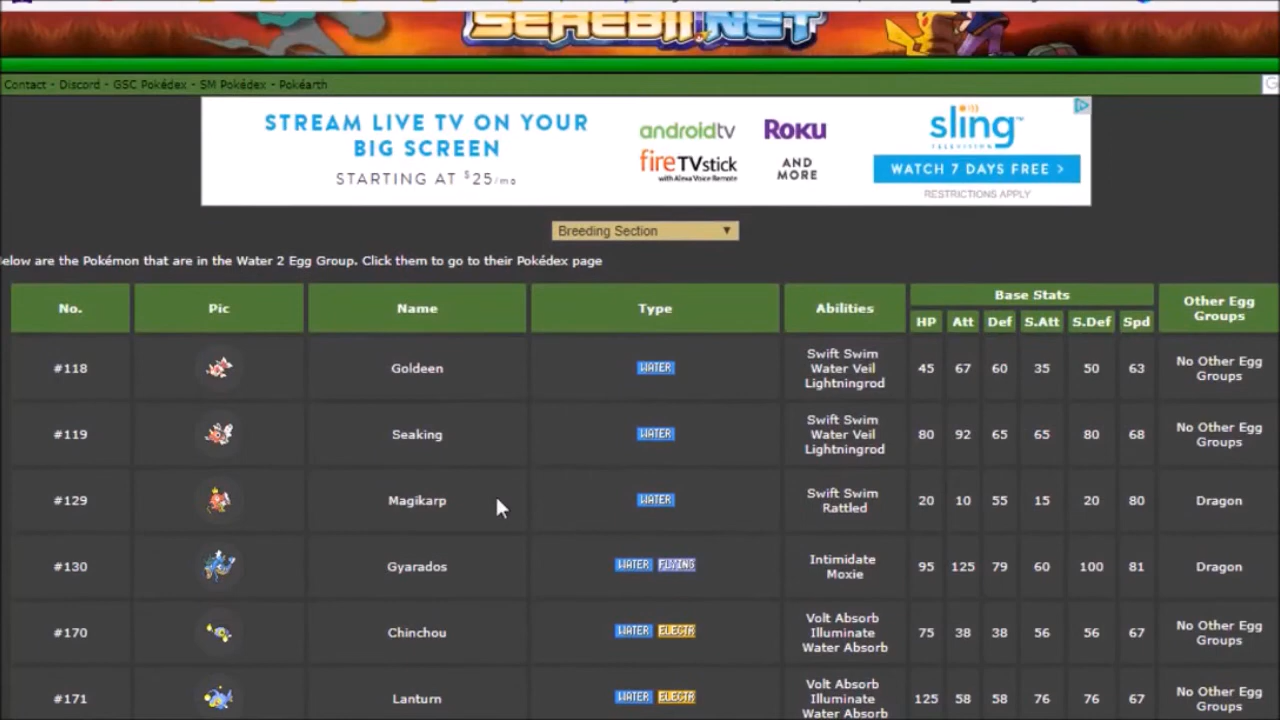 SEREBII.NET
Contact - Discord - GSC Pokédex - SM Pokédex - Pokéarth
STREAM LIVE TV ON YOUR
BIG SCREEN
STARTING AT $25/mo
androidtv
ROKU
fireTVstick
with Alexa Voice Remote
AND
MORE
sling
TELEVISION
WATCH 7 DAYS FREE >
RESTRICTIONS APPLY
Breeding Section
elow are the Pokémon that are in the Water 2 Egg Group. Click them to go to their Pokédex page
No. Pic Name Type Abilities Base Stats Other Egg Groups
HP Att Def S.Att S.Def Spd
#118 Goldeen WATER Swift Swim Water Veil Lightningrod 45 67 60 35 50 63 No Other Egg Groups
#119 Seaking WATER Swift Swim Water Veil Lightningrod 80 92 65 65 80 68 No Other Egg Groups
#129 Magikarp WATER Swift Swim Rattled 20 10 55 15 20 80 Dragon
#130 Gyarados WATER FLYING Intimidate Moxie 95 125 79 60 100 81 Dragon
#170 Chinchou WATER ELECTR Volt Absorb Illuminate Water Absorb 75 38 38 56 56 67 No Other Egg Groups
#171 Lanturn WATER ELECTR Volt Absorb Illuminate Water Absorb 125 58 58 76 76 67 No Other Egg Groups